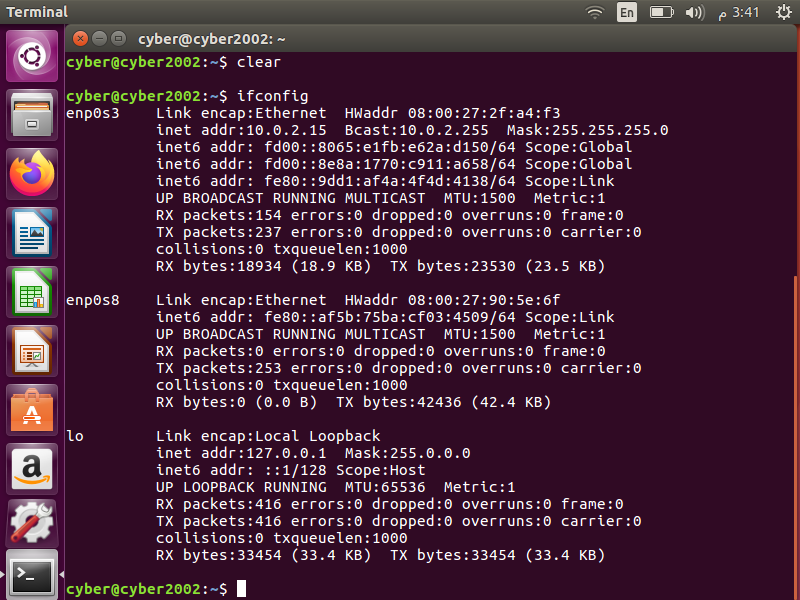 Terminal
En
م 3:41
cyber@cyber2002: ~
cyber@cyber2002:~$ clear
cyber@cyber2002:~$ ifconfig
enp0s3    Link encap:Ethernet  HWaddr 08:00:27:2f:a4:f3
          inet addr:10.0.2.15  Bcast:10.0.2.255  Mask:255.255.255.0
          inet6 addr: fd00::8065:e1fb:e62a:d150/64 Scope:Global
          inet6 addr: fd00::8e8a:1770:c911:a658/64 Scope:Global
          inet6 addr: fe80::9dd1:af4a:4f4d:4138/64 Scope:Link
          UP BROADCAST RUNNING MULTICAST  MTU:1500  Metric:1
          RX packets:154 errors:0 dropped:0 overruns:0 frame:0
          TX packets:237 errors:0 dropped:0 overruns:0 carrier:0
          collisions:0 txqueuelen:1000
          RX bytes:18934 (18.9 KB)  TX bytes:23530 (23.5 KB)
enp0s8    Link encap:Ethernet  HWaddr 08:00:27:90:5e:6f
          inet6 addr: fe80::af5b:75ba:cf03:4509/64 Scope:Link
          UP BROADCAST RUNNING MULTICAST  MTU:1500  Metric:1
          RX packets:0 errors:0 dropped:0 overruns:0 frame:0
          TX packets:253 errors:0 dropped:0 overruns:0 carrier:0
          collisions:0 txqueuelen:1000
          RX bytes:0 (0.0 B)  TX bytes:42436 (42.4 KB)
lo        Link encap:Local Loopback
          inet addr:127.0.0.1  Mask:255.0.0.0
          inet6 addr: ::1/128 Scope:Host
          UP LOOPBACK RUNNING  MTU:65536  Metric:1
          RX packets:416 errors:0 dropped:0 overruns:0 frame:0
          TX packets:416 errors:0 dropped:0 overruns:0 carrier:0
          collisions:0 txqueuelen:1000
          RX bytes:33454 (33.4 KB)  TX bytes:33454 (33.4 KB)
cyber@cyber2002:~$